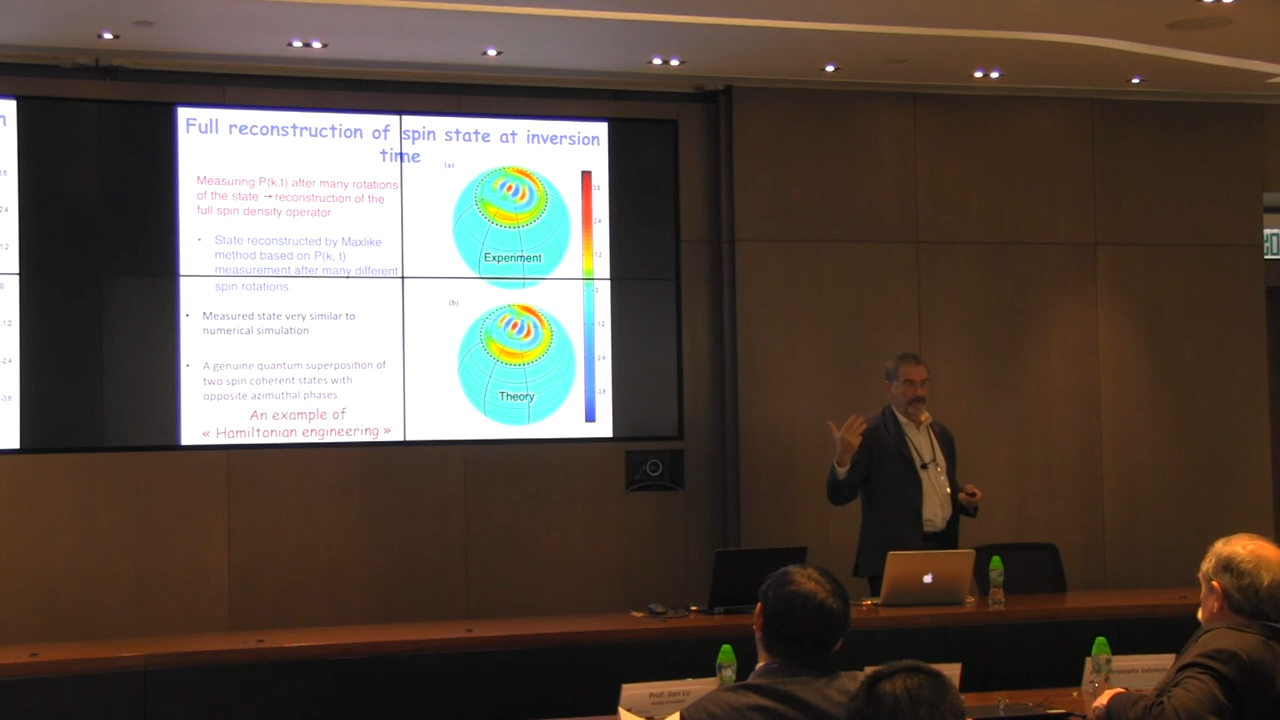 Full reconstruction of spin state at inversion
time
Measuring P(k,t) after many rotations
of the state →reconstruction of the
full spin density operator
• State reconstructed by Maxlike
method based on P(k, t)
measurement after many different
spin rotations
• Measured state very similar to
numerical simulation
• A genuine quantum superposition of
two spin coherent states with
opposite azimuthal phases
An example of
« Hamiltonian engineering »
(a)
Experiment
(b)
Theory